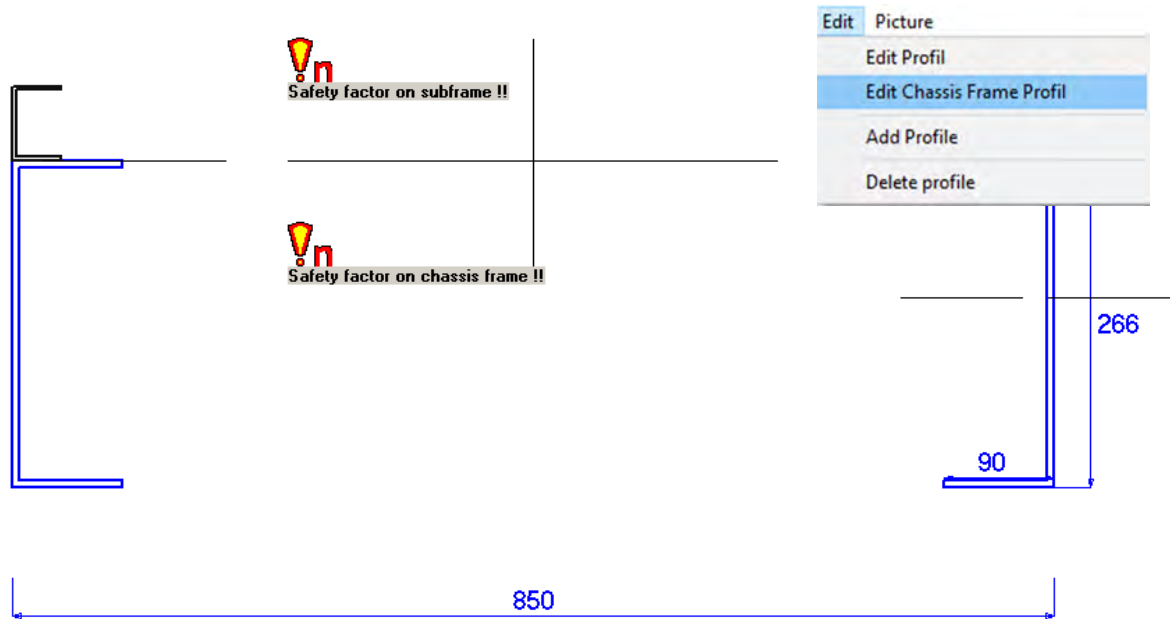 Edit Picture
Edit Profil
Edit Chassis Frame Profil
Add Profile
Delete profile
n
Safety factor on subframe !!
n
Safety factor on chassis frame !!
266
90
850